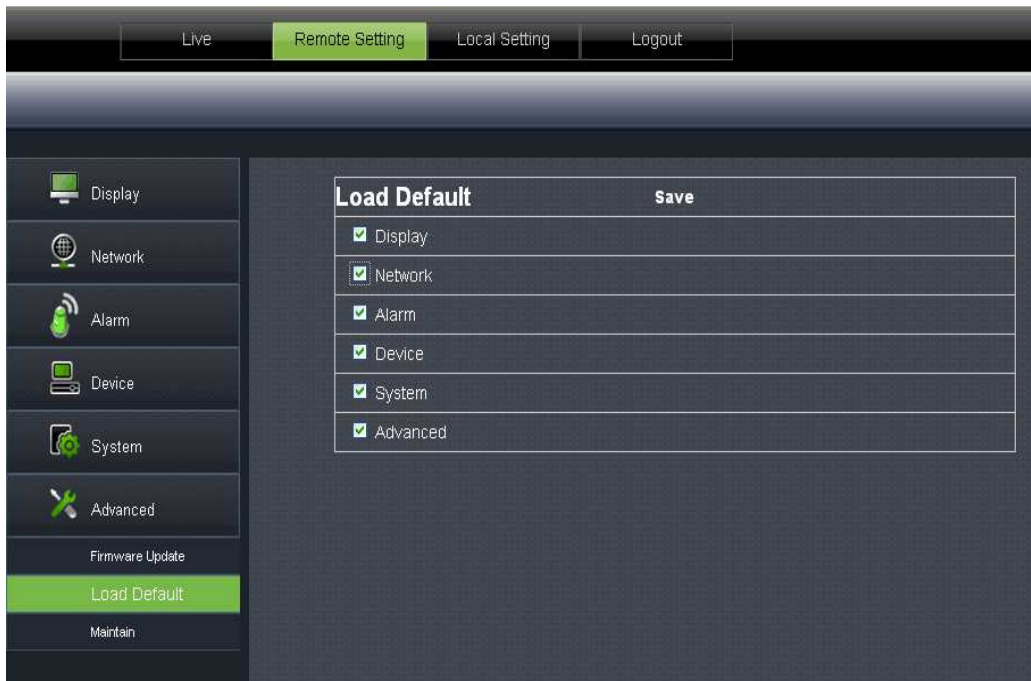 Live Remote Setting Local Setting Logout
Display
Network
Alarm
Device
System
Advanced
Firmware Update
Load Default
Maintain
Load Default Save
Display
Network
Alarm
Device
System
Advanced